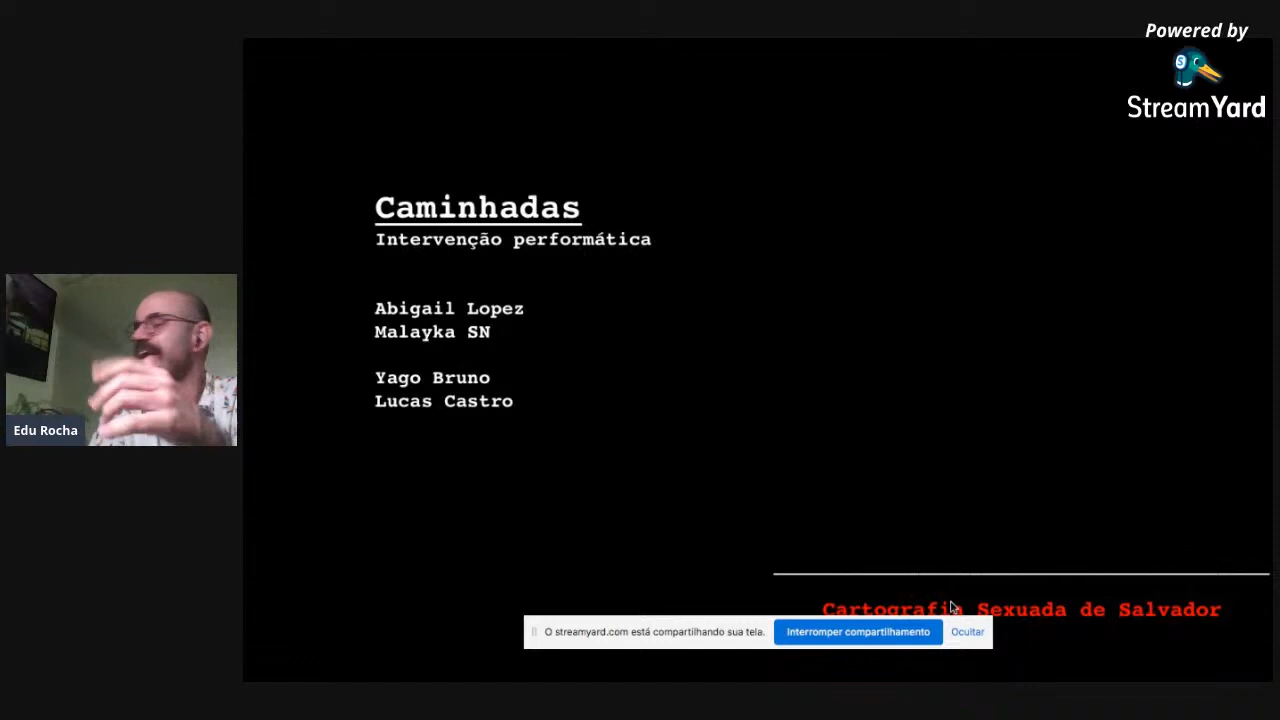 Powered by
StreamYard
Caminhadas
Intervenção performática
Abigail Lopez
Malayka SN
Yago Bruno
Lucas Castro
Edu Rocha
Cartografia Sexuada de Salvador
O streamyard.com está compartilhando sua tela. Interromper compartilhamento Ocultar